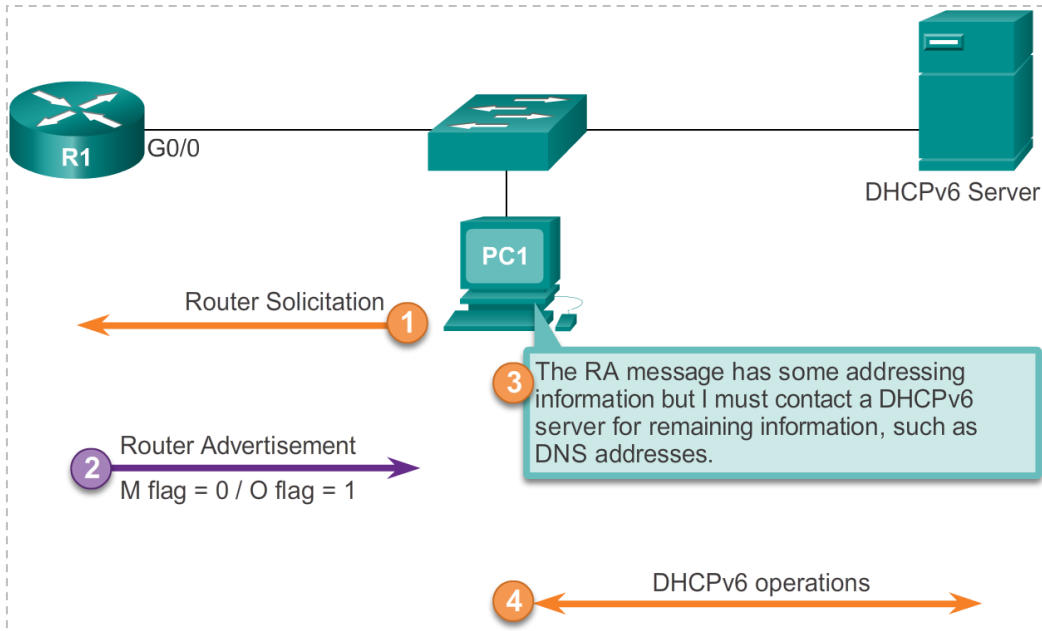 R1
G0/0
DHCPv6 Server
PC1
Router Solicitation
1
3
The RA message has some addressing
information but I must contact a DHCPv6
server for remaining information, such as
DNS addresses.
2
Router Advertisement
M flag = 0 / O flag = 1
4
DHCPv6 operations